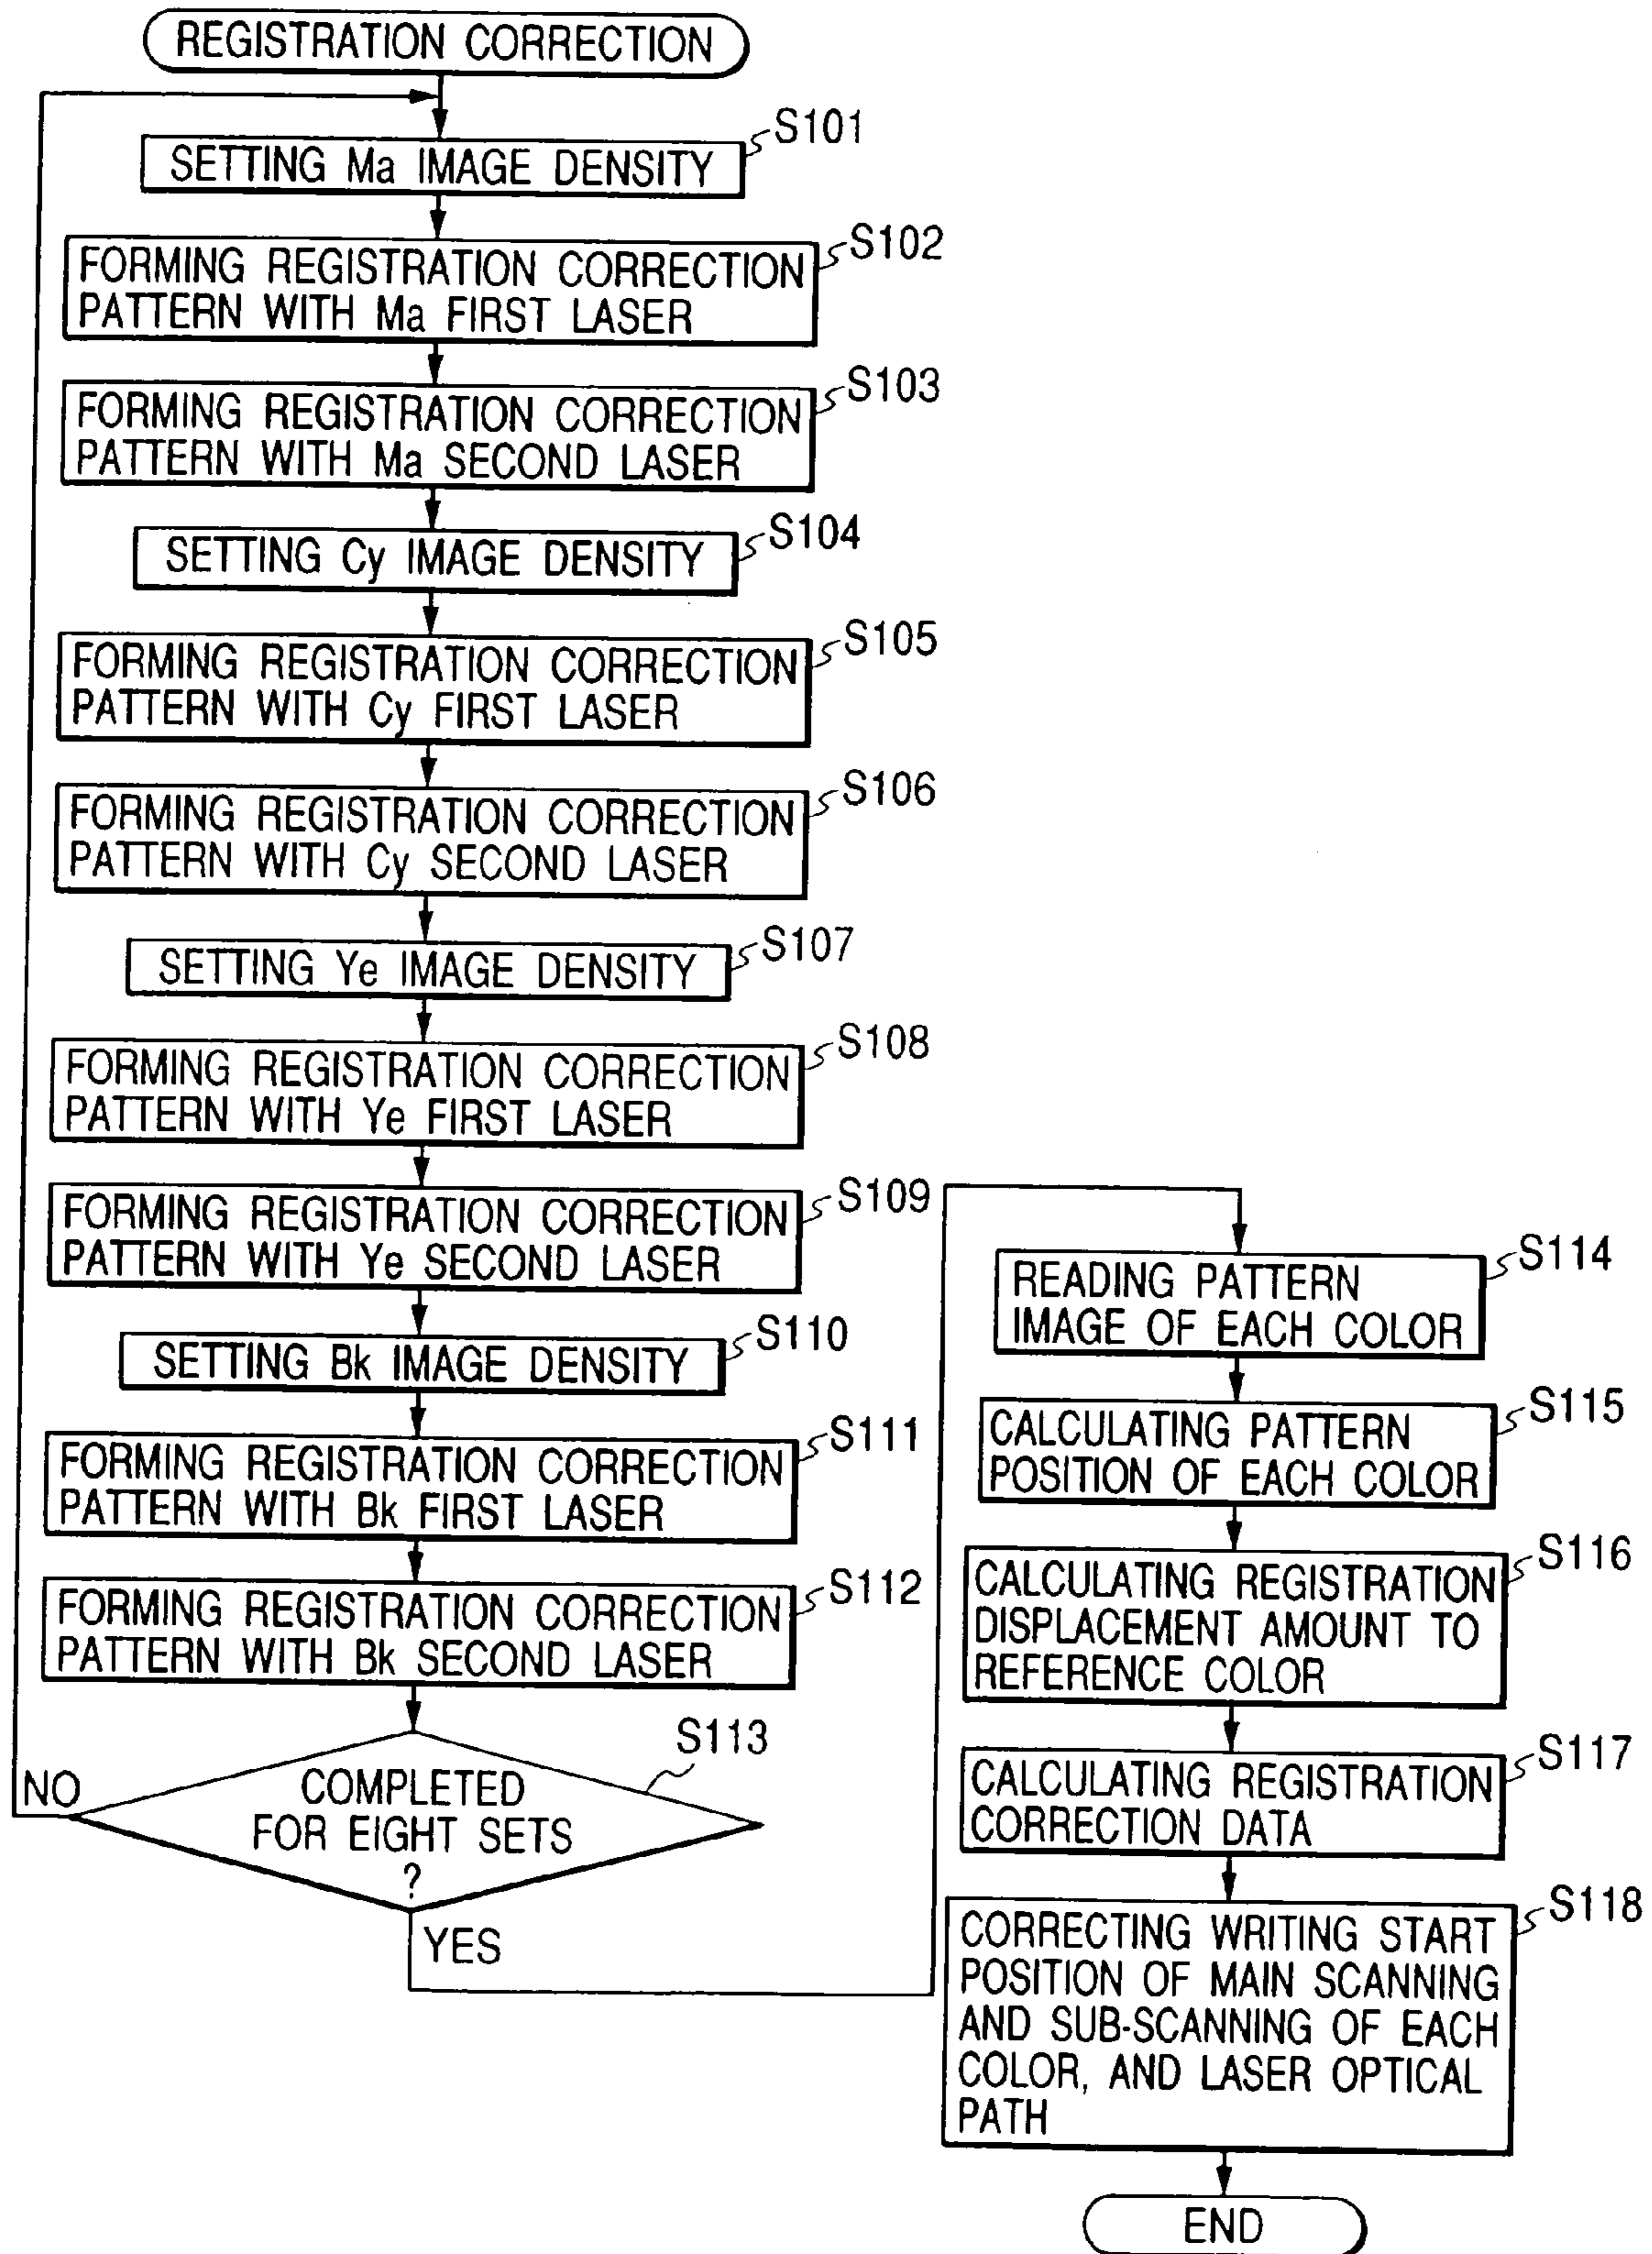 REGISTRATION CORRECTION
S101
SETTING Ma IMAGE DENSITY
S102
FORMING REGISTRATION CORRECTION
PATTERN WITH Ma FIRST LASER
S103
FORMING REGISTRATION CORRECTION
PATTERN WITH Ma SECOND LASER
S104
SETTING Cy IMAGE DENSITY
S105
FORMING REGISTRATION CORRECTION
PATTERN WITH Cy FIRST LASER
S106
FORMING REGISTRATION CORRECTION
PATTERN WITH Cy SECOND LASER
S107
SETTING Ye IMAGE DENSITY
S108
FORMING REGISTRATION CORRECTION
PATTERN WITH Ye FIRST LASER
S109
FORMING REGISTRATION CORRECTION
PATTERN WITH Ye SECOND LASER
S110
SETTING Bk IMAGE DENSITY
S111
FORMING REGISTRATION CORRECTION
PATTERN WITH Bk FIRST LASER
S112
FORMING REGISTRATION CORRECTION
PATTERN WITH Bk SECOND LASER
S113
NO
COMPLETED
FOR EIGHT SETS
?
YES
S114
READING PATTERN
IMAGE OF EACH COLOR
S115
CALCULATING PATTERN
POSITION OF EACH COLOR
S116
CALCULATING REGISTRATION
DISPLACEMENT AMOUNT TO
REFERENCE COLOR
S117
CALCULATING REGISTRATION
CORRECTION DATA
S118
CORRECTING WRITING START
POSITION OF MAIN SCANNING
AND SUB-SCANNING OF EACH
COLOR, AND LASER OPTICAL
PATH
END